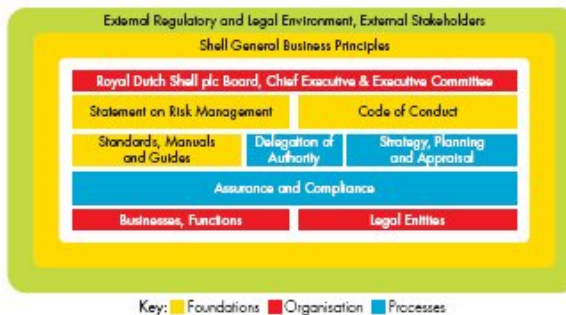 External Regulatory and Legal Environment, External Stakeholders
Shell General Business Principles
Royal Dutch Shell plc Board, Chief Executive & Executive Committee
Statement on Risk Management
Code of Conduct
Standards, Manuals
and Guides
Delegation of
Authority
Strategy, Planning
and Appraisal
Assurance and Compliance
Businesses, Functions
Legal Entities
Key: Foundations Organisation Processes